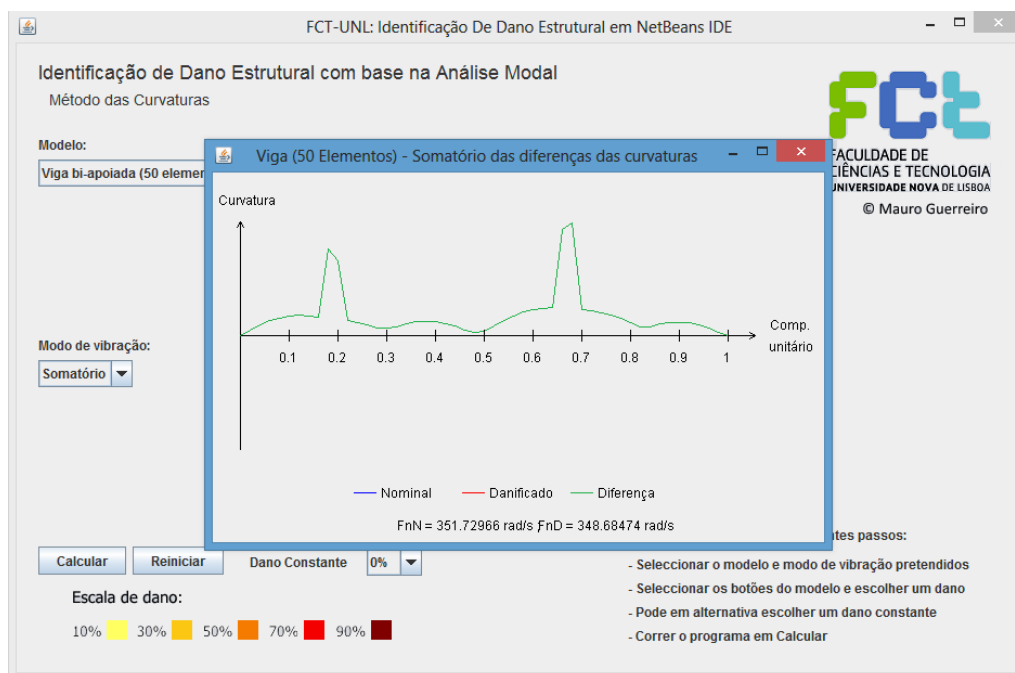 FCT-UNL: Identificação De Dano Estrutural em NetBeans IDE
Identificação de Dano Estrutural com base na Análise Modal
Método das Curvaturas
FCt
FACULDADE DE
CIÊNCIAS E TECNOLOGIA
UNIVERSIDADE NOVA DE LISBOA
© Mauro Guerreiro
Modelo:
Viga bi-apoiada (50 elemen
Viga (50 Elementos) - Somatório das diferenças das curvaturas
Curvatura
Comp.
unitário
0.1 0.2 0.3 0.4 0.5 0.6 0.7 0.8 0.9 1
Nominal Danificado Diferença
FnN = 351.72966 rad/s FnD = 348.68474 rad/s
Modo de vibração:
Somatório
Calcular Reiniciar Dano Constante 0%
Escala de dano:
10% 30% 50% 70% 90%
tes passos:
- Seleccionar o modelo e modo de vibração pretendidos
- Seleccionar os botões do modelo e escolher um dano
- Pode em alternativa escolher um dano constante
- Correr o programa em Calcular